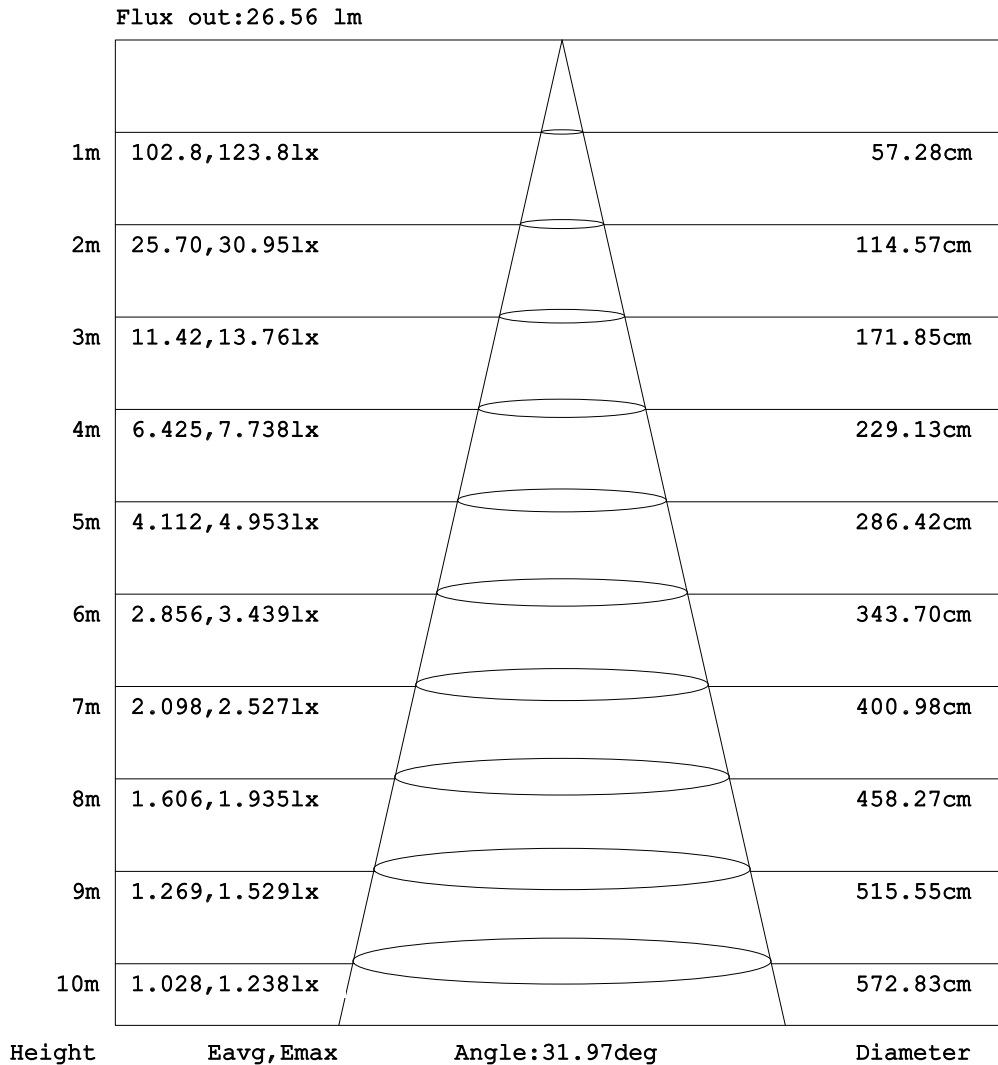 Flux out:26.56 lm
1m 102.8,123.8lx 57.28cm
2m 25.70,30.95lx 114.57cm
3m 11.42,13.76lx 171.85cm
4m 6.425,7.738lx 229.13cm
5m 4.112,4.953lx 286.42cm
6m 2.856,3.439lx 343.70cm
7m 2.098,2.527lx 400.98cm
8m 1.606,1.935lx 458.27cm
9m 1.269,1.529lx 515.55cm
10m 1.028,1.238lx 572.83cm
Height Eavg,Emax Angle:31.97deg Diameter